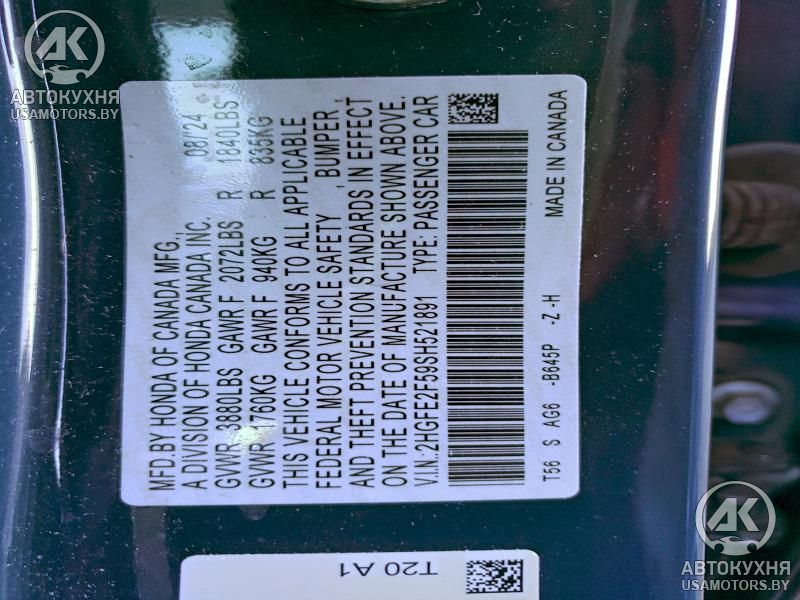 MFD.BY HONDA OF CANADA MFG., 08/'24
A DIVISION OF HONDA CANADA INC.
GVWR 3880LBS GAWR F 2072LBS R 1840LBS
GVWR 1760KG GAWR F 940KG R 835KG
THIS VEHICLE CONFORMS TO ALL APPLICABLE
FEDERAL MOTOR VEHICLE SAFETY , BUMPER ,
AND THEFT PREVENTION STANDARDS IN EFFECT
ON THE DATE OF MANUFACTURE SHOWN ABOVE.
V.I.N.:2HGFE2F59SH521891 TYPE: PASSENGER CAR
T56 S AG6 -B645P -Z -H MADE IN CANADA
T20 A1
АК
АВТОКУХНЯ
USAMOTORS.BY
АК
АВТОКУХНЯ
USAMOTORS.BY